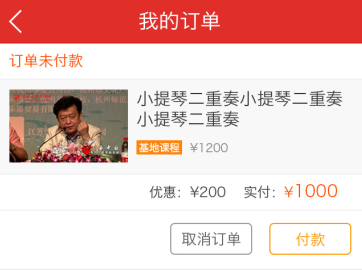 我的订单
订单未付款
小提琴二重奏小提琴二重奏
小提琴二重奏
基地课程 ¥1200
优惠：¥200 实付：¥1000
取消订单 付款